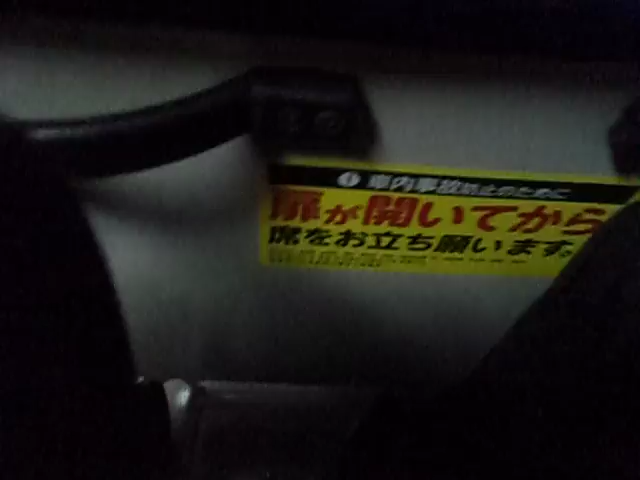 車内事故防止のために
扉が開いてから
席をお立ち願います。